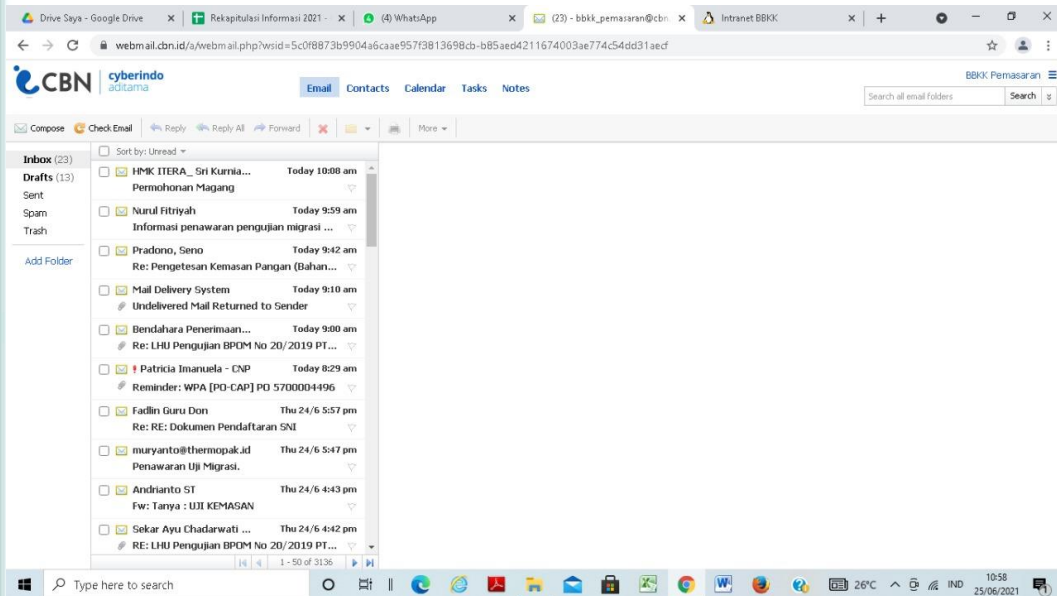 Drive Saya - Google Drive
Rekapitulasi Informasi 2021 -
(4) WhatsApp
(23) - bbkk_pemasaran@cbn.
Intranet BBKK
webmail.cbn.id/a/webmail.php?wsid=5c0f8873b9904a6caae957f3813698cb-b85aed4211674003ae774c54dd31aecf
CBN cyberindo
aditama
Email Contacts Calendar Tasks Notes
BBKK Pemasaran
Search all email folders Search
Compose Check Email Reply Reply All Forward More
Inbox (23)
Drafts (13)
Sent
Spam
Trash
Add Folder
Sort by: Unread
HMK ITERA_ Sri Kurnia... Today 10:08 am
Permohonan Magang
Nurul Fitriyah Today 9:59 am
Informasi penawaran pengujian migrasi ...
Pradono, Seno Today 9:42 am
Re: Pengetesan Kemasan Pangan (Bahan...
Mail Delivery System Today 9:10 am
Undelivered Mail Returned to Sender
Bendahara Penerimaan... Today 9:00 am
Re: LHU Pengujian BPOM No 20/2019 PT...
Patricia Imanuela - CNP Today 8:29 am
Reminder: WPA [PO-CAP] PO 5700004496
Fadlin Guru Don Thu 24/6 5:57 pm
Re: RE: Dokumen Pendaftaran SNI
muryanto@thermopak.id Thu 24/6 5:47 pm
Penawaran Uji Migrasi.
Andrianto ST Thu 24/6 4:43 pm
Fw: Tanya : UJI KEMASAN
Sekar Ayu Chadarwati ... Thu 24/6 4:42 pm
RE: LHU Pengujian BPOM No 20/2019 PT...
1 - 50 of 3136
Type here to search
26°C
IND
10:58
25/06/2021